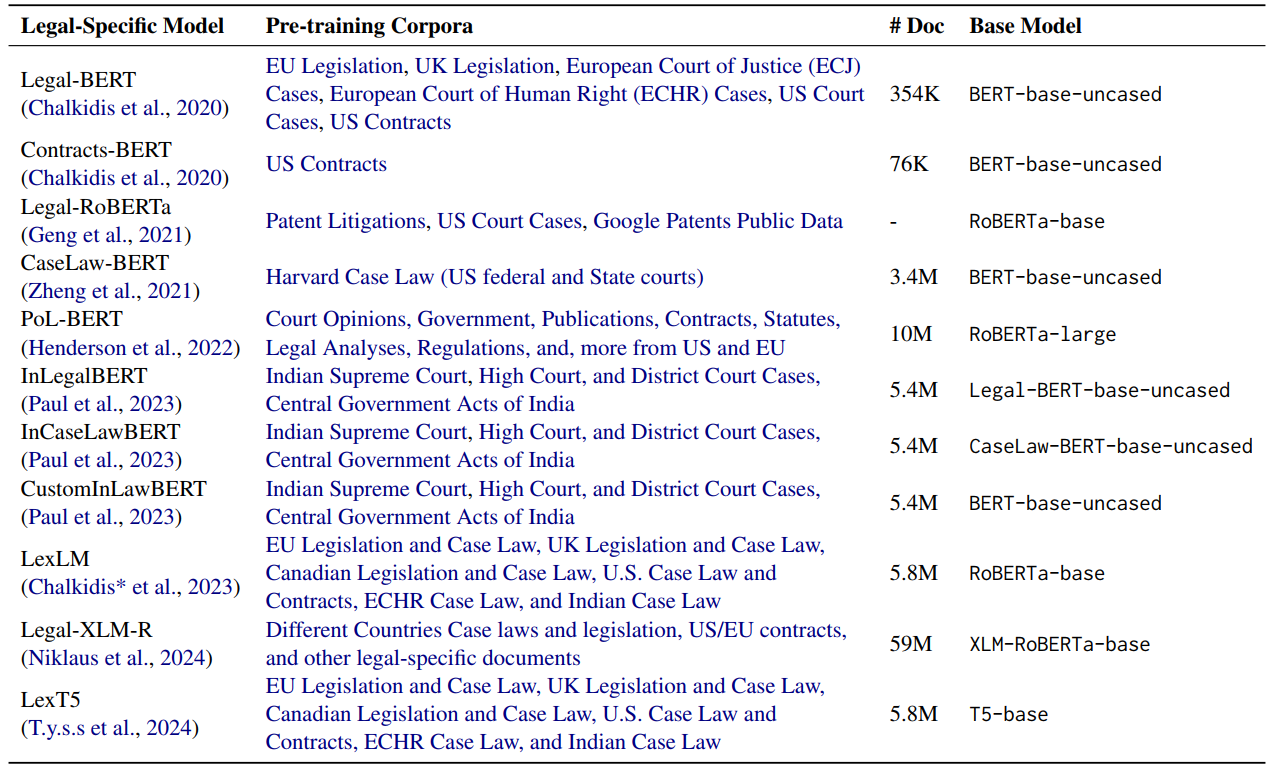 Legal-Specific Model Pre-training Corpora # Doc Base Model
Legal-BERT
(Chalkidis et al., 2020)
EU Legislation, UK Legislation, European Court of Justice (ECJ)
Cases, European Court of Human Right (ECHR) Cases, US Court
Cases, US Contracts
354K
BERT-base-uncased
Contracts-BERT
(Chalkidis et al., 2020)
US Contracts
76K
BERT-base-uncased
Legal-RoBERTa
(Geng et al., 2021)
Patent Litigations, US Court Cases, Google Patents Public Data
-
RoBERTa-base
CaseLaw-BERT
(Zheng et al., 2021)
Harvard Case Law (US federal and State courts)
3.4M
BERT-base-uncased
PoL-BERT
(Henderson et al., 2022)
Court Opinions, Government, Publications, Contracts, Statutes,
Legal Analyses, Regulations, and, more from US and EU
10M
RoBERTa-large
InLegalBERT
(Paul et al., 2023)
Indian Supreme Court, High Court, and District Court Cases,
Central Government Acts of India
5.4M
Legal-BERT-base-uncased
InCaseLawBERT
(Paul et al., 2023)
Indian Supreme Court, High Court, and District Court Cases,
Central Government Acts of India
5.4M
CaseLaw-BERT-base-uncased
CustomInLawBERT
(Paul et al., 2023)
Indian Supreme Court, High Court, and District Court Cases,
Central Government Acts of India
5.4M
BERT-base-uncased
LexLM
(Chalkidis* et al., 2023)
EU Legislation and Case Law, UK Legislation and Case Law,
Canadian Legislation and Case Law, U.S. Case Law and
Contracts, ECHR Case Law, and Indian Case Law
5.8M
RoBERTa-base
Legal-XLM-R
(Niklaus et al., 2024)
Different Countries Case laws and legislation, US/EU contracts,
and other legal-specific documents
59M
XLM-RoBERTa-base
LexT5
(T.y.s.s et al., 2024)
EU Legislation and Case Law, UK Legislation and Case Law,
Canadian Legislation and Case Law, U.S. Case Law and
Contracts, ECHR Case Law, and Indian Case Law
5.8M
T5-base